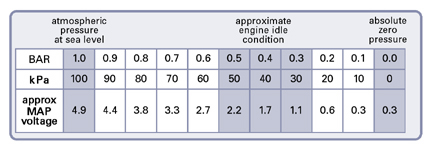 atmospheric pressure at sea level
approximate engine idle condition
absolute zero pressure
BAR 1.0 0.9 0.8 0.7 0.6 0.5 0.4 0.3 0.2 0.1 0.0
kPa 100 90 80 70 60 50 40 30 20 10 0
approx MAP voltage 4.9 4.4 3.8 3.3 2.7 2.2 1.7 1.1 0.6 0.3 0.3